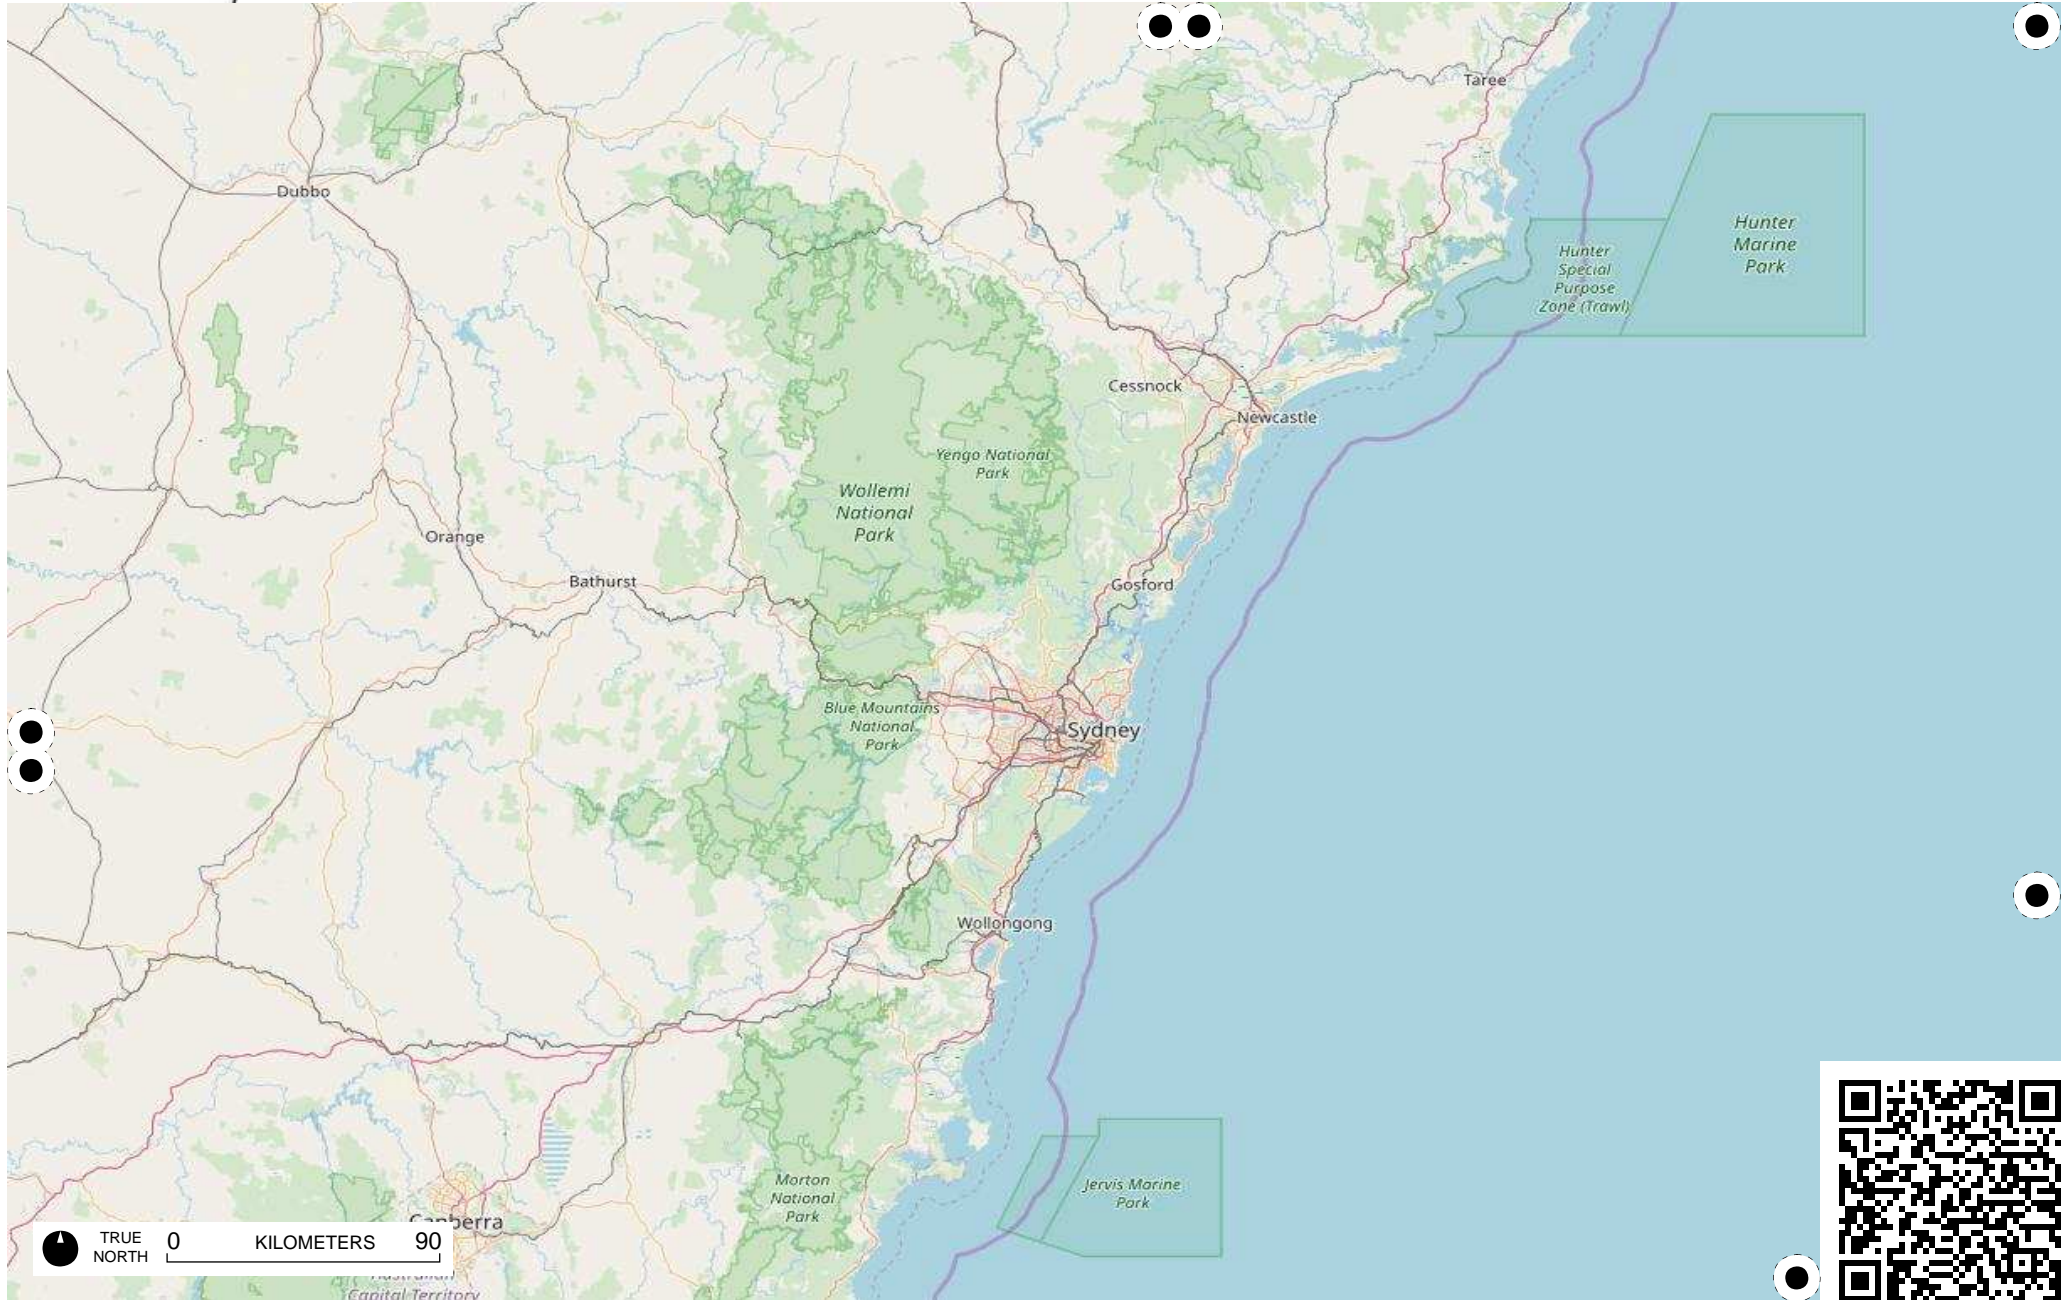 Taree
Dubbo
Hunter
Marine
Park
Hunter
Special
Purpose
Zone (Trawl)
Cessnock
Newcastle
Yengo National
Park
Wollemi
National
Park
Orange
Bathurst
Gosford
Blue Mountains
National
Park
Sydney
Wollongong
Morton
National
Park
Jervis Marine
Park
Canberra
TRUE
NORTH
0 KILOMETERS 90
Australian
Capital Territory